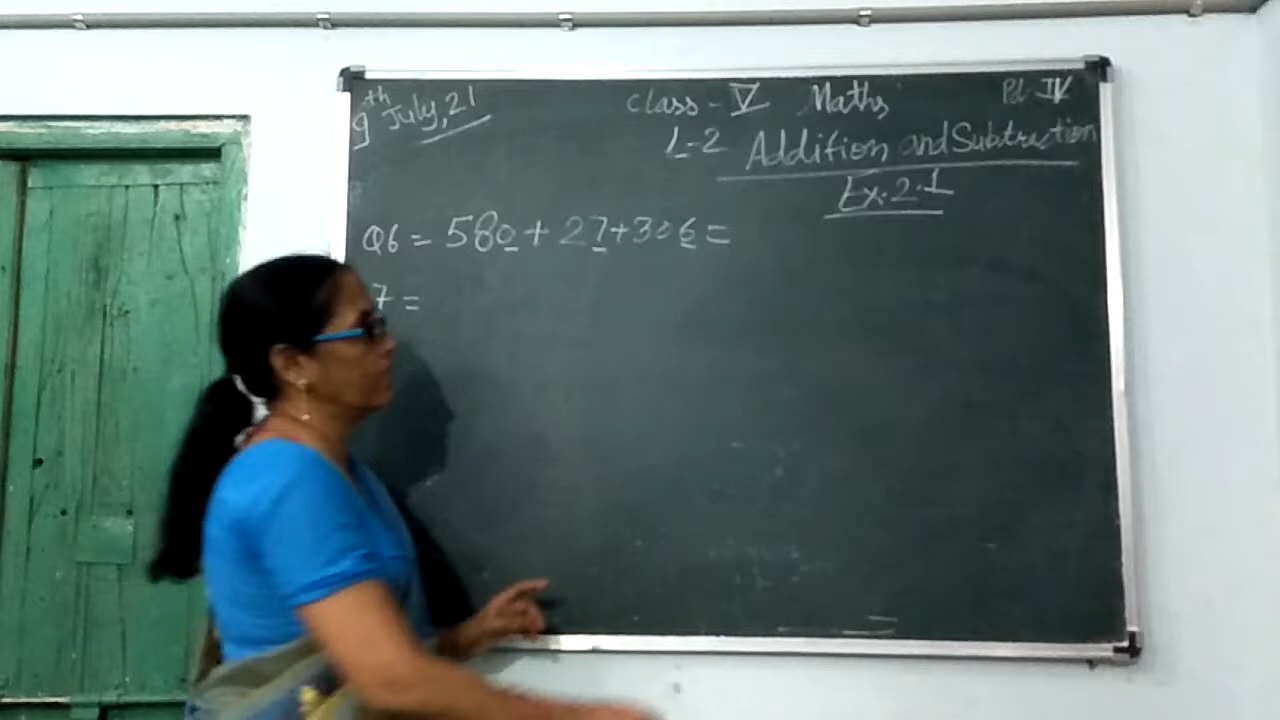 9th July, 21 Class - V Maths Pd. IV
L-2 Addition and Subtraction
Ex. 2.1
Q6 = 580 + 27 + 306 =
7 =